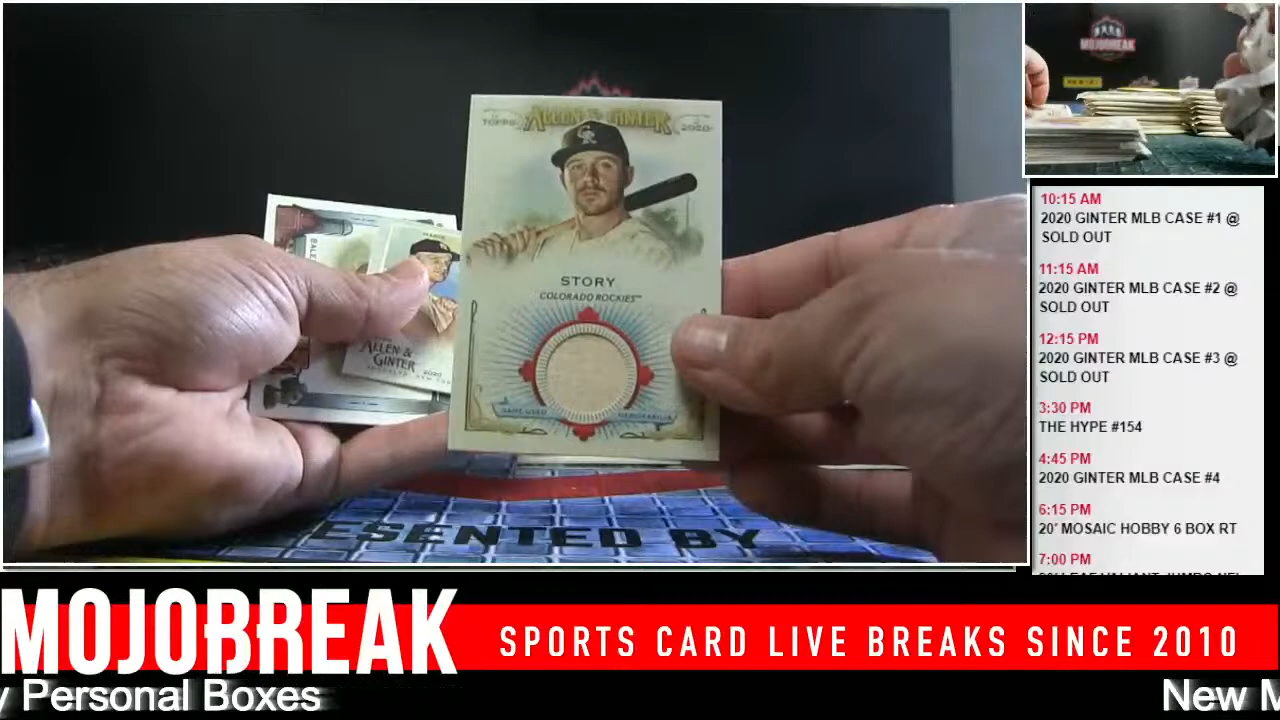 TOPPS
ALLEN & GINTER
2020
CR
STORY
COLORADO ROCKIES™
GAME USED
MEMORABILIA
ALLEN &
GINTER
2020
ESENTED BY
MOJOBREAK
10:15 AM
2020 GINTER MLB CASE #1 @
SOLD OUT
11:15 AM
2020 GINTER MLB CASE #2 @
SOLD OUT
12:15 PM
2020 GINTER MLB CASE #3 @
SOLD OUT
3:30 PM
THE HYPE #154
4:45 PM
2020 GINTER MLB CASE #4
6:15 PM
20' MOSAIC HOBBY 6 BOX RT
7:00 PM
MOJOBREAK
SPORTS CARD LIVE BREAKS SINCE 2010
y Personal Boxes
New M